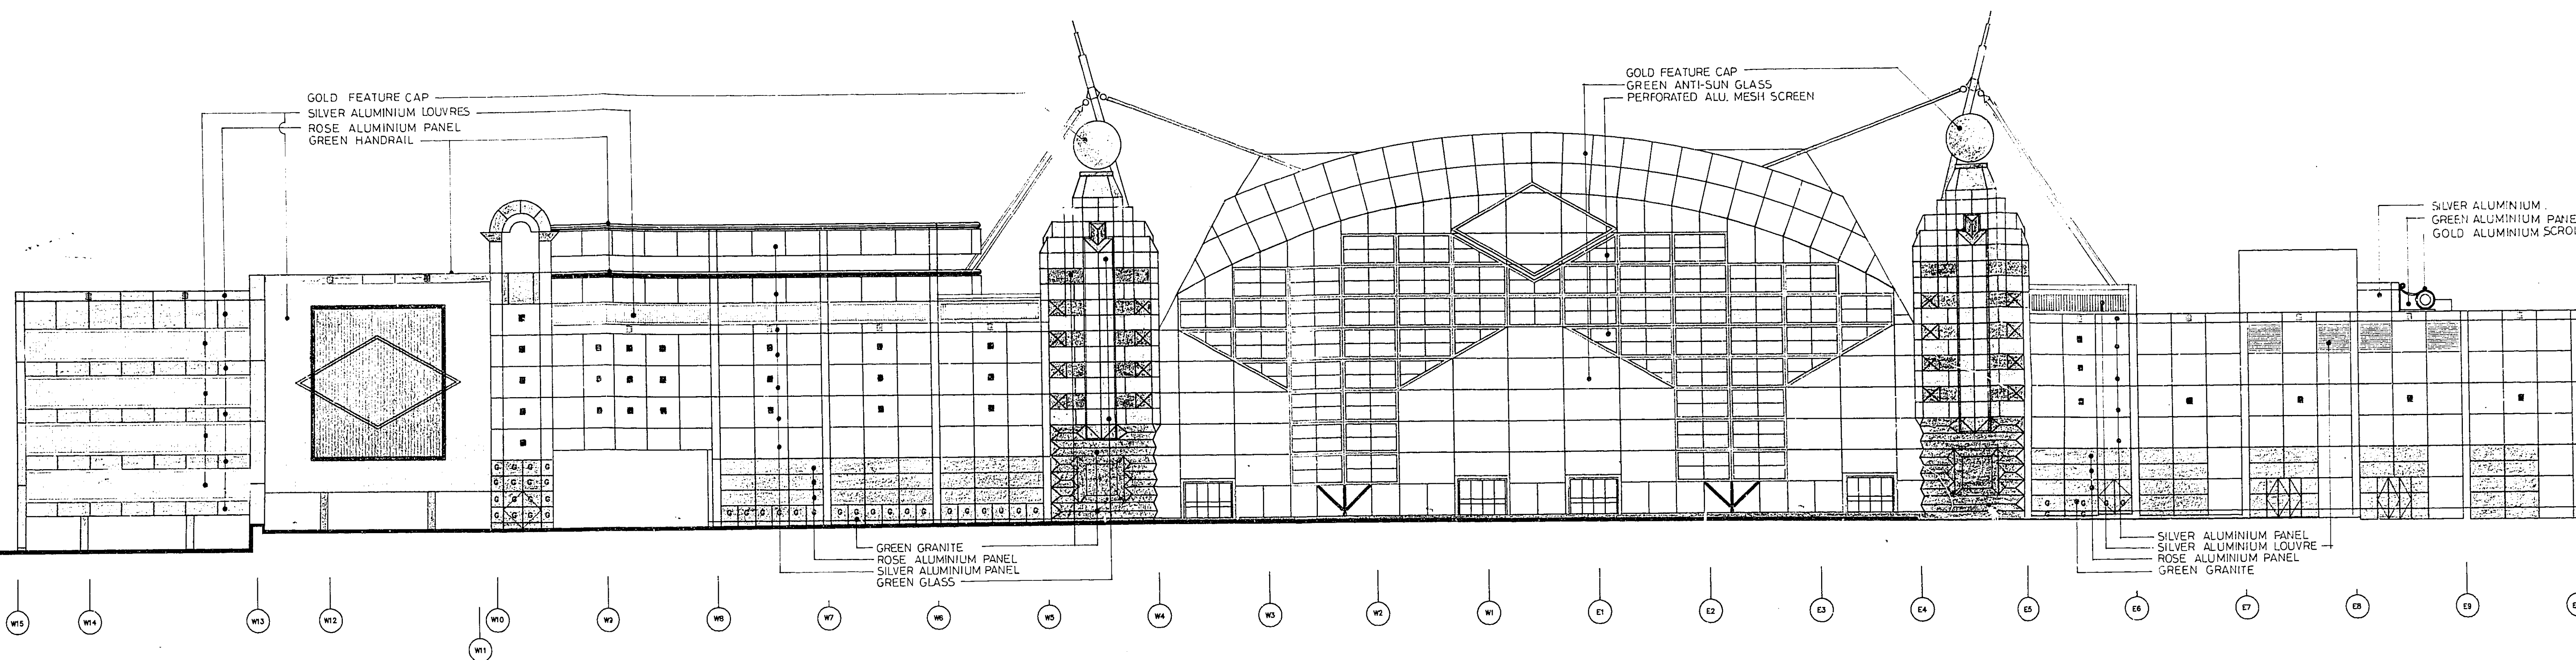 GOLD FEATURE CAP
SILVER ALUMINIUM LOUVRES
ROSE ALUMINIUM PANEL
GREEN HANDRAIL
GOLD FEATURE CAP
GREEN ANTI-SUN GLASS
PERFORATED ALU. MESH SCREEN
SILVER ALUMINIUM.
GREEN ALUMINIUM PANE
GOLD ALUMINIUM SCROL
G G G G
G G
G G
G G
G G G G G G G G G G G G G G G G G G
G G G
G
GREEN GRANITE
ROSE ALUMINIUM PANEL
SILVER ALUMINIUM PANEL
GREEN GLASS
SILVER ALUMINIUM PANEL
SILVER ALUMINIUM LOUVRE
ROSE ALUMINIUM PANEL
GREEN GRANITE
W15 W14 W13 W12 W11 W10 W9 W8 W7 W6 W5 W4 W3 W2 W1 E1 E2 E3 E4 E5 E6 E7 E8 E9 E